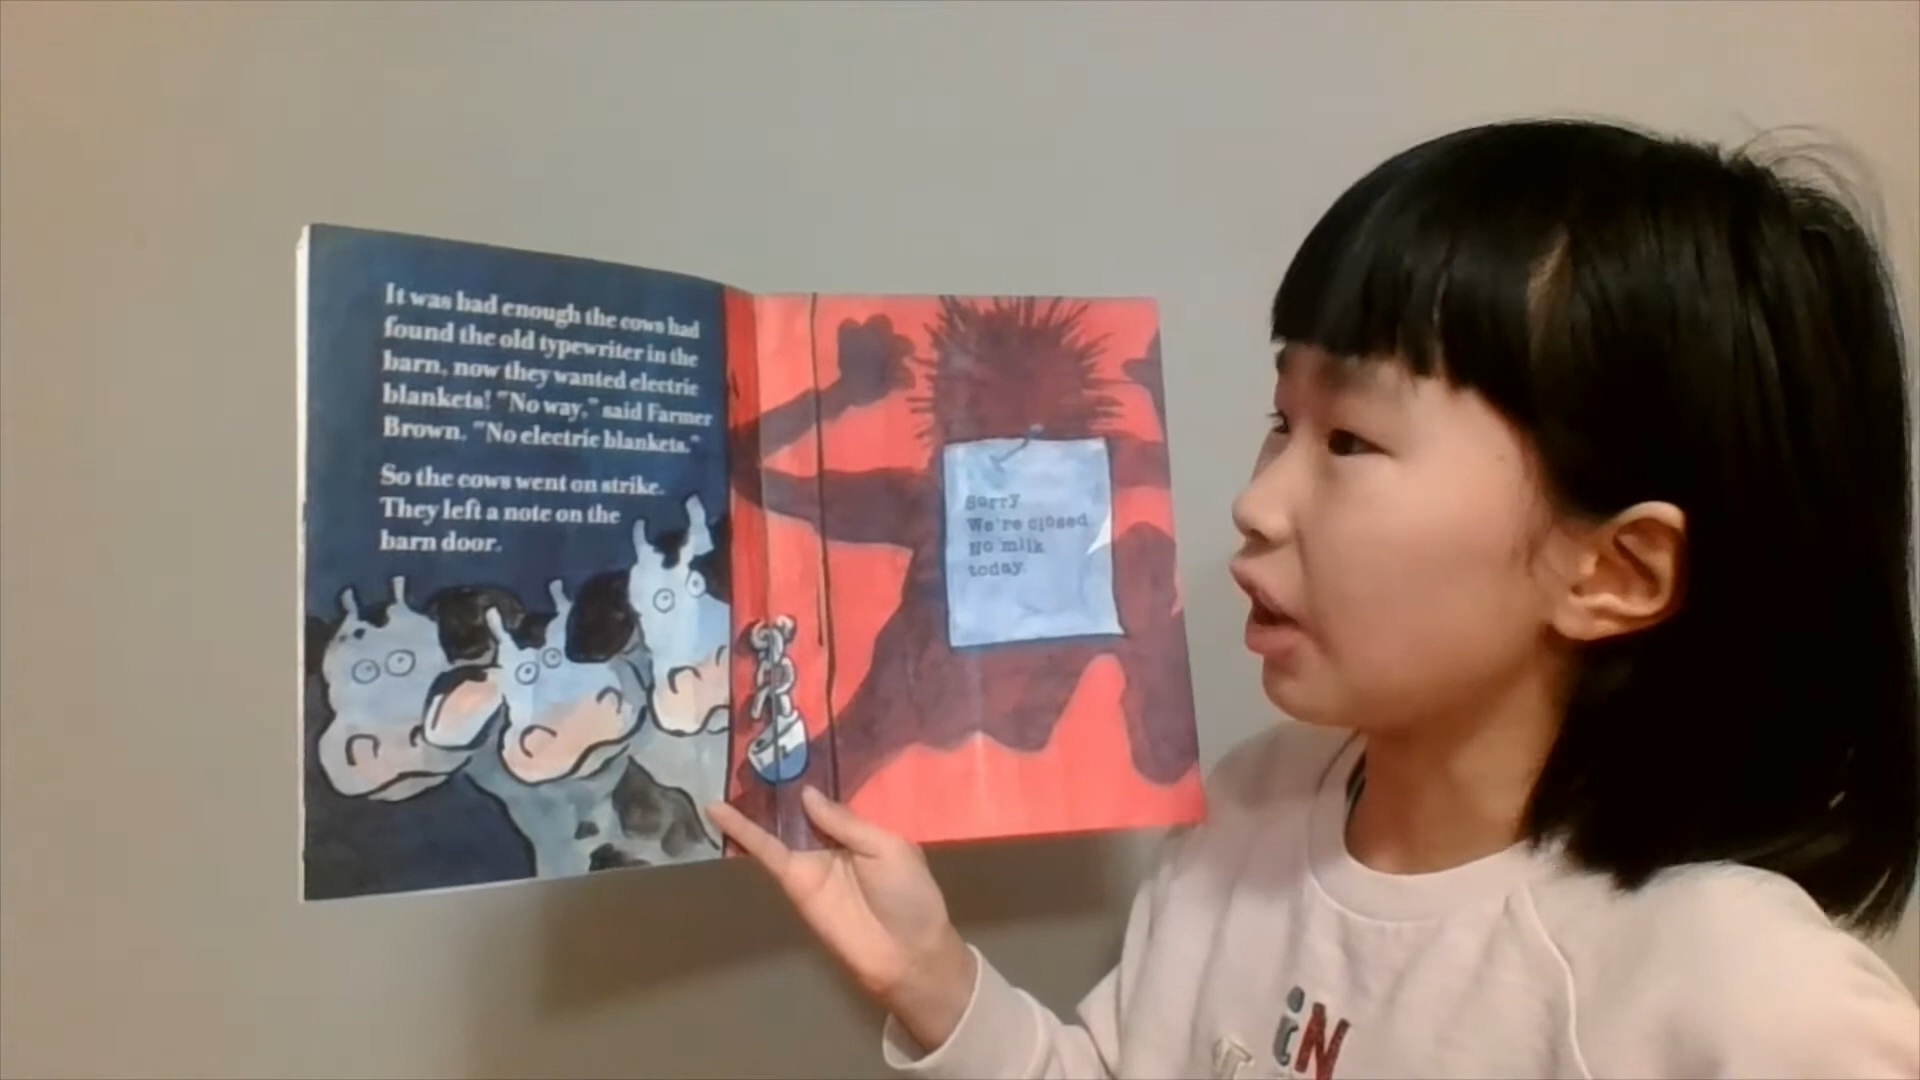 It was bad enough the cows had
found the old typewriter in the
barn, now they wanted electric
blankets! "No way," said Farmer
Brown. "No electric blankets."
So the cows went on strike.
They left a note on the
barn door.
Sorry.
We're closed.
No milk
today.
iN